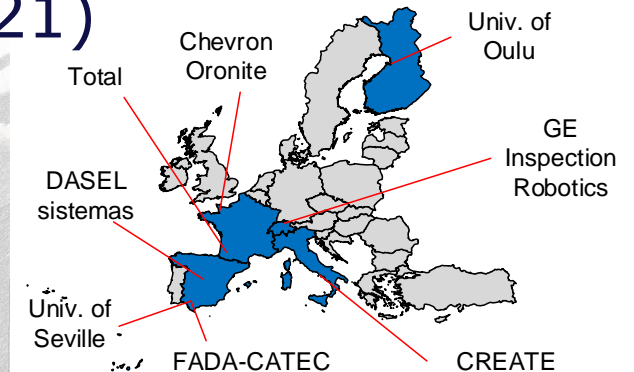 21)
Chevron
Oronite
Univ. of
Oulu
Total
GE
Inspection
Robotics
DASEL
sistemas
Univ. of
Seville
FADA-CATEC
CREATE